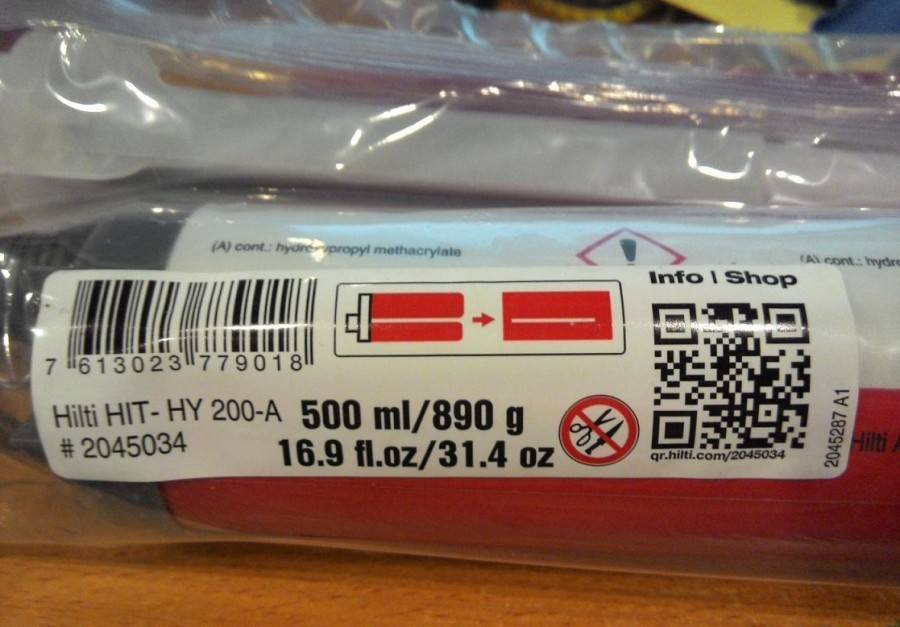 (A) cont.: hydroxypropyl methacrylate
(A) cont.: hydro
Info | Shop
7 613023 779018
Hilti HIT- HY 200-A
# 2045034
500 ml/890 g
16.9 fl.oz/31.4 oz
qr.hilti.com/2045034
2045287 A1
Hilti